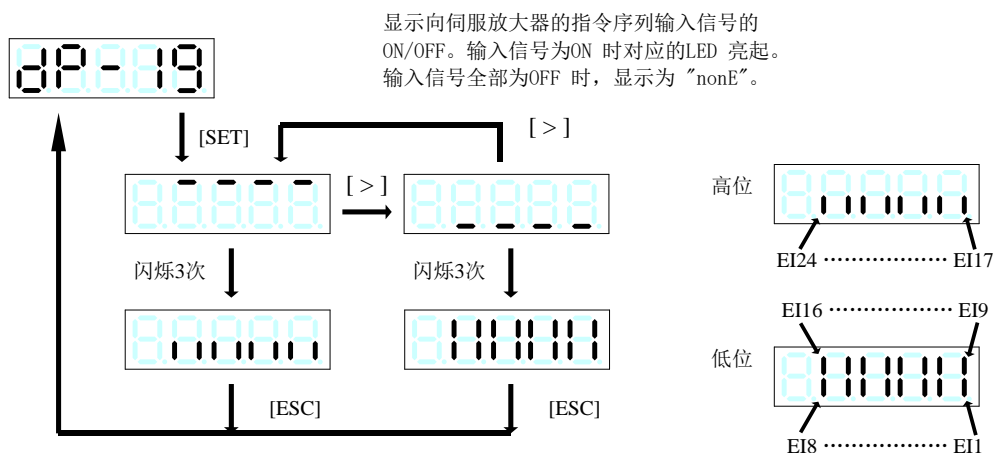 显示向伺服放大器的指令序列输入信号的
ON/OFF。输入信号为ON 时对应的LED 亮起。
输入信号全部为OFF 时，显示为 "nonE"。
dP-19
[SET]
[＞]
[＞]
闪烁3次
闪烁3次
[ESC]
[ESC]
高位
EI24 ………………… EI17
EI16 ………………… EI9
低位
EI8 ………………… EI1